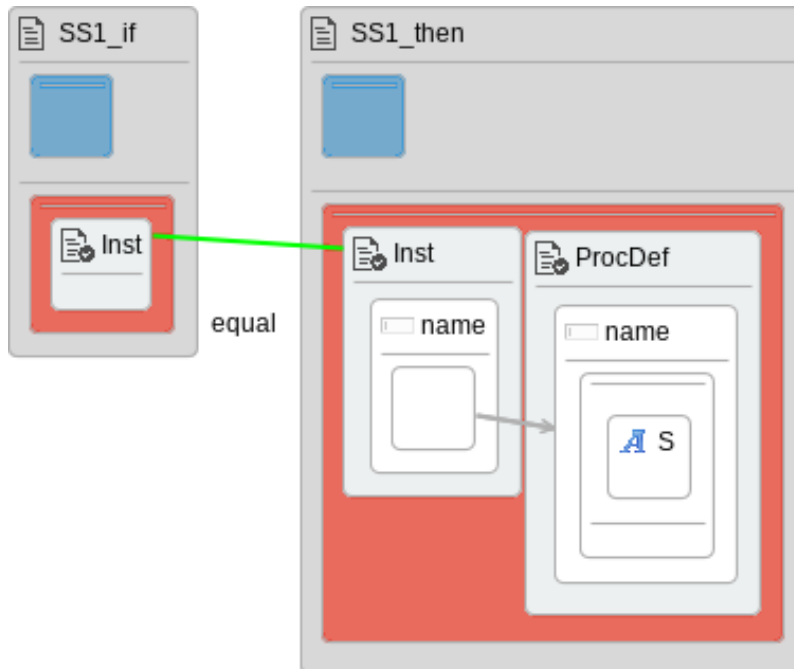 SS1_if
SS1_then
Inst
equal
Inst
ProcDef
name
name
S